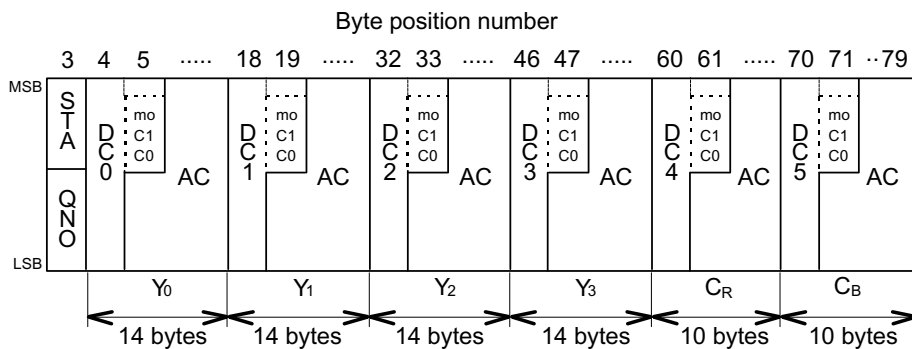 Byte position number
3 4 5 ..... 18 19 ..... 32 33 ..... 46 47 ..... 60 61 ..... 70 71 ..79
MSB
STA
QNO
LSB
DC0
mo
C1
C0
AC
DC1
mo
C1
C0
AC
DC2
mo
C1
C0
AC
DC3
mo
C1
C0
AC
DC4
mo
C1
C0
AC
DC5
mo
C1
C0
AC
Y0 Y1 Y2 Y3 CR CB
14 bytes 14 bytes 14 bytes 14 bytes 10 bytes 10 bytes